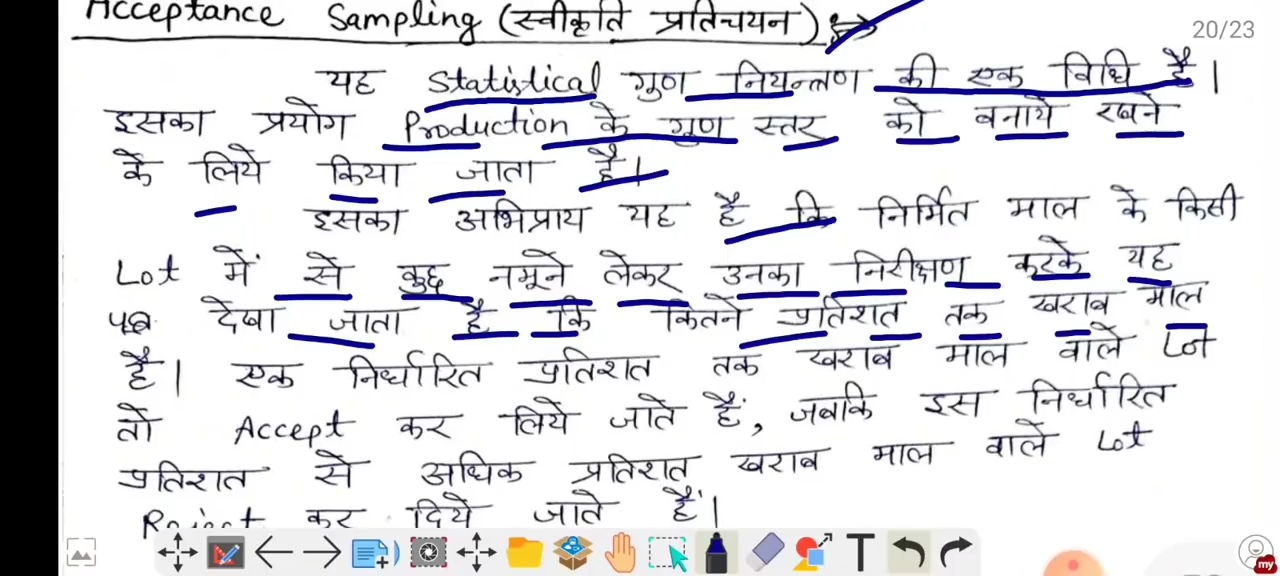 Acceptance Sampling (स्वीकृति प्रतिचयन) ⇒
20/23
यह Statistical गुण नियन्त्रण की एक विधि है।
इसका प्रयोग Production के गुण स्तर को बनाये रखने
के लिये किया जाता है।
इसका अभिप्राय यह है कि निर्मित माल के किसी
Lot में से कुछ नमूने लेकर उनका निरीक्षण करके यह
देखा जाता है कि कितने प्रतिशत तक खराब माल
है। एक निर्धारित प्रतिशत तक खराब माल वाले Lot
तो Accept कर लिये जाते हैं, जबकि इस निर्धारित
प्रतिशत से अधिक प्रतिशत खराब माल वाले Lot
Reject कर दिये जाते हैं।
T
my